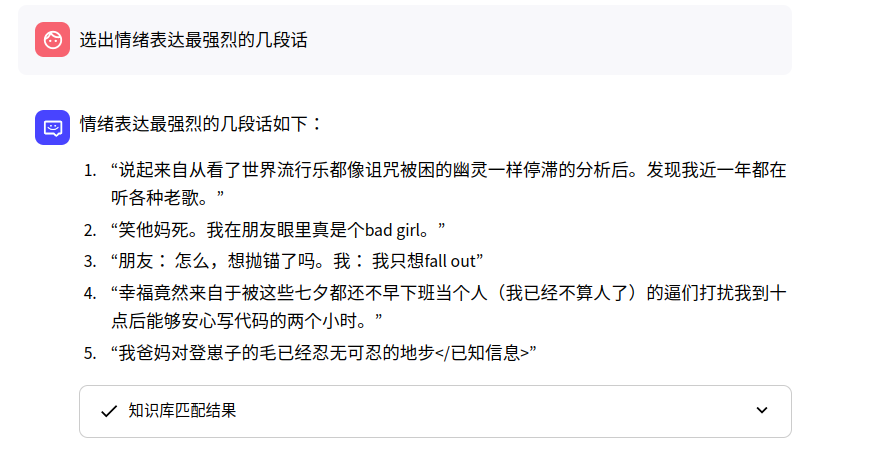 选出情绪表达最强烈的几段话
情绪表达最强烈的几段话如下：
1. “说起来自从看了世界流行乐都像诅咒被困的幽灵一样停滞的分析后。发现我近一年都在
听各种老歌。”
2. “笑他妈死。我在朋友眼里真是个bad girl。”
3. “朋友： 怎么，想抛锚了吗。我： 我只想fall out”
4. “幸福竟然来自于被这些七夕都还不早下班当个人（我已经不算人了）的逼们打扰我到十
点后能够安心写代码的两个小时。”
5. “我爸妈对登崽子的毛已经忍无可忍的地步</已知信息>”
知识库匹配结果